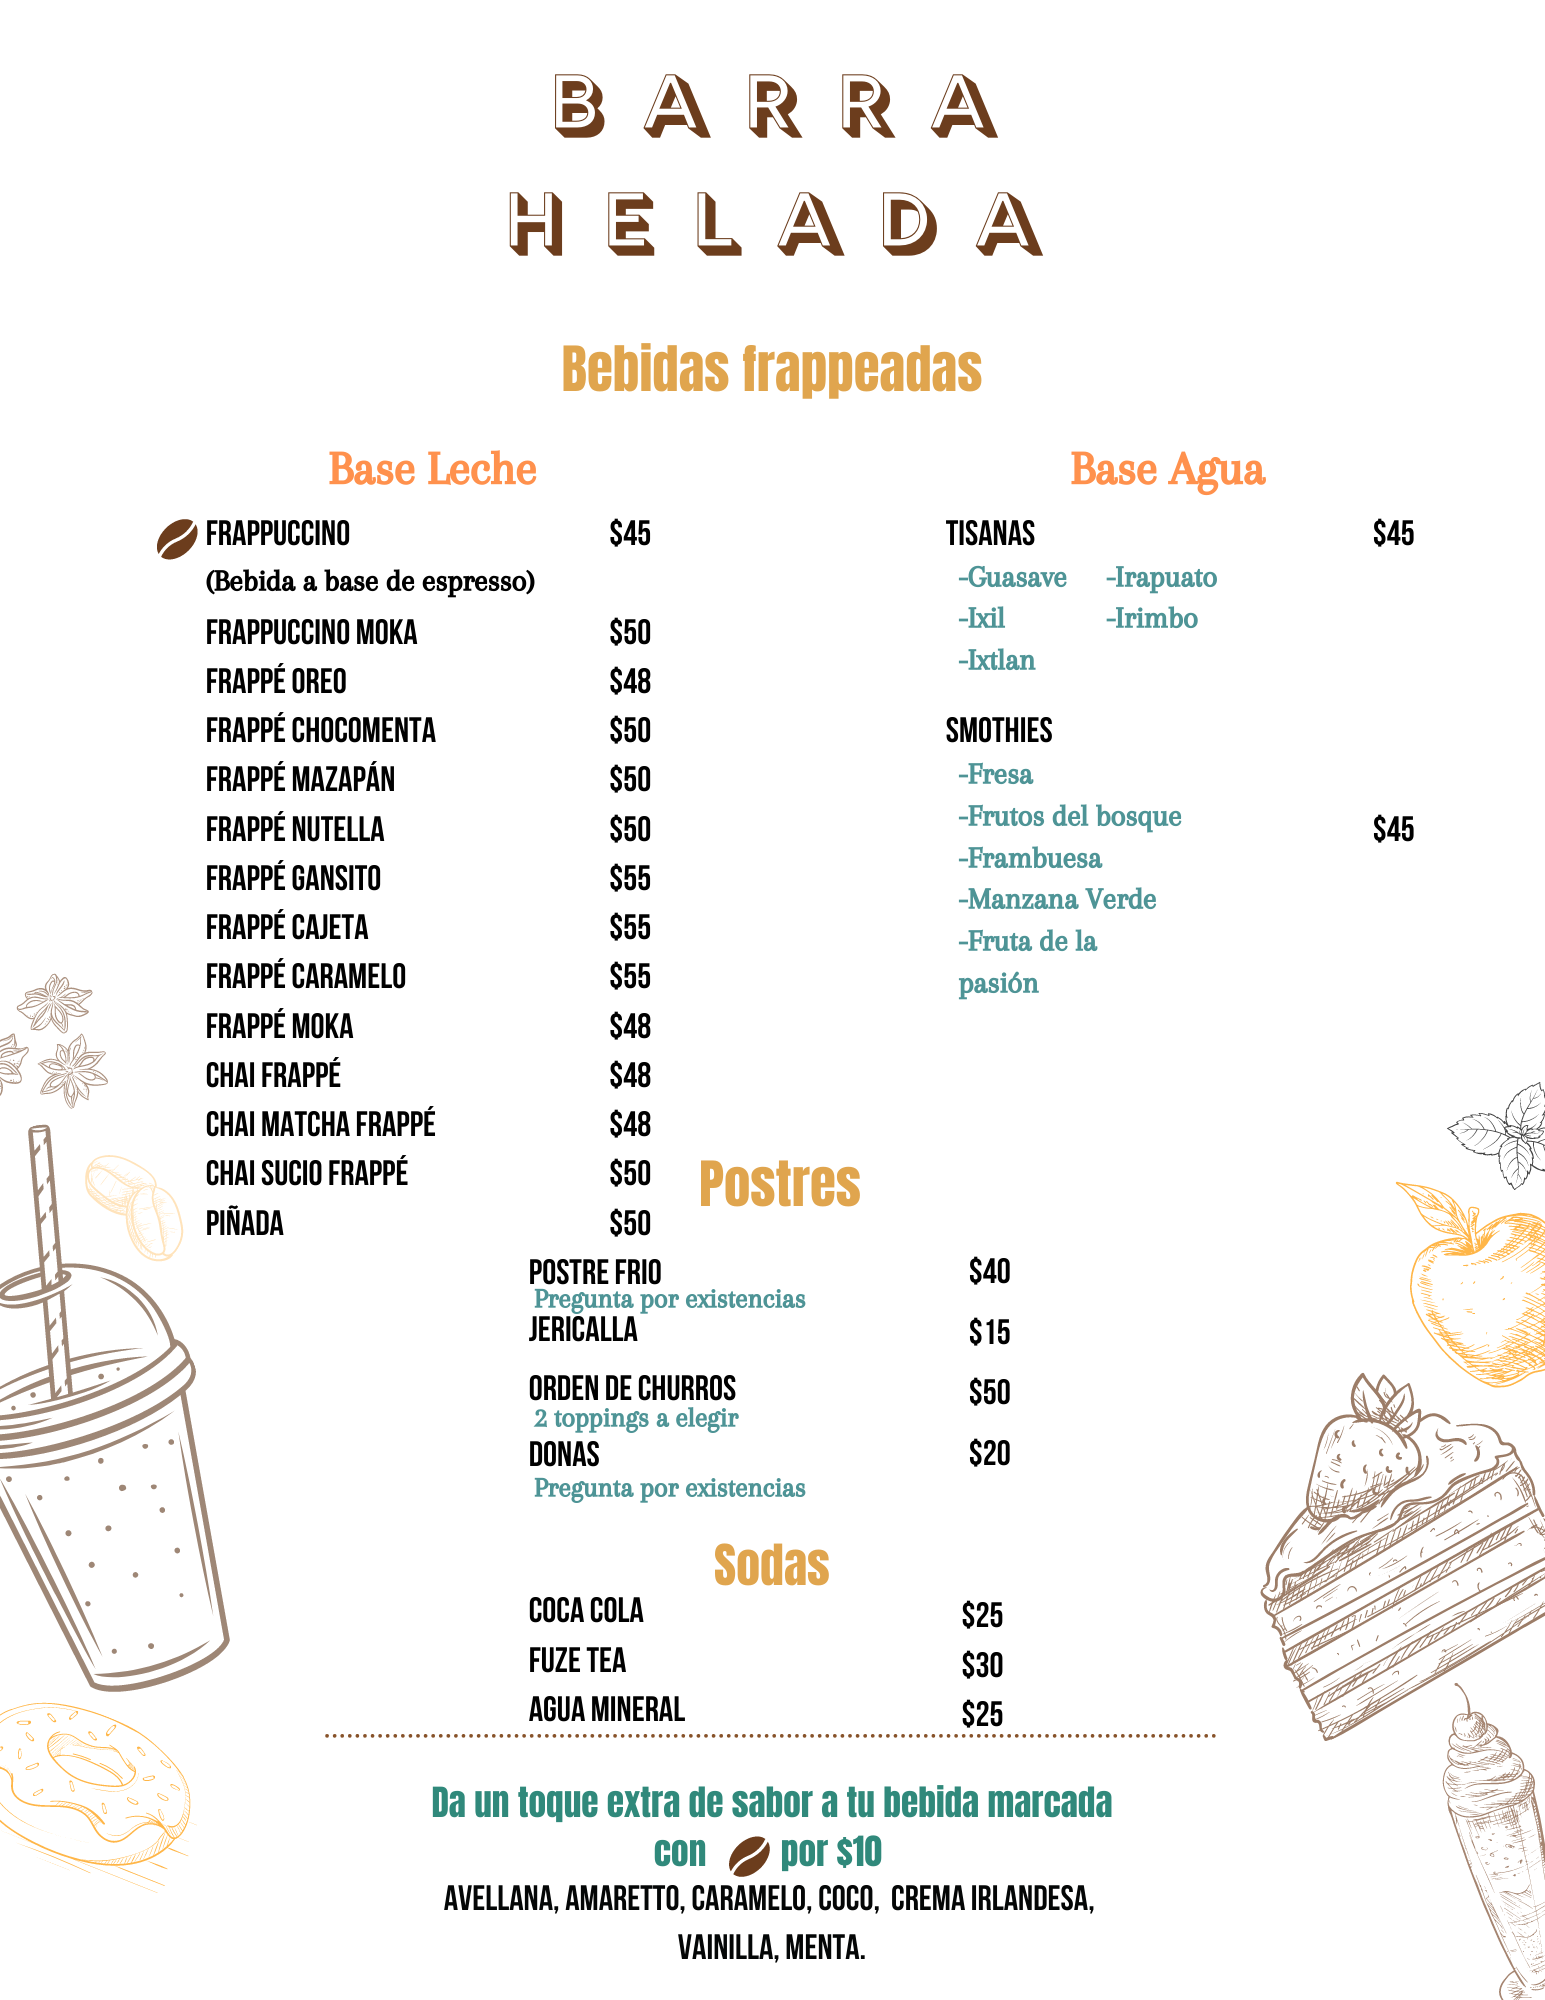 BARRA
HELADA
Bebidas frappeadas
Base Leche
FRAPPUCCINO $45
(Bebida a base de espresso)
FRAPPUCCINO MOKA $50
FRAPPÉ OREO $48
FRAPPÉ CHOCOMENTA $50
FRAPPÉ MAZAPÁN $50
FRAPPÉ NUTELLA $50
FRAPPÉ GANSITO $55
FRAPPÉ CAJETA $55
FRAPPÉ CARAMELO $55
FRAPPÉ MOKA $48
CHAI FRAPPÉ $48
CHAI MATCHA FRAPPÉ $48
CHAI SUCIO FRAPPÉ $50
PIÑADA $50
Base Agua
TISANAS $45
-Guasave -Irapuato
-Ixil -Irimbo
-Ixtlan
SMOTHIES
-Fresa
-Frutos del bosque $45
-Frambuesa
-Manzana Verde
-Fruta de la
pasión
Postres
POSTRE FRIO $40
Pregunta por existencias
JERICALLA $15
ORDEN DE CHURROS $50
2 toppings a elegir
DONAS $20
Pregunta por existencias
Sodas
COCA COLA $25
FUZE TEA $30
AGUA MINERAL $25
Da un toque extra de sabor a tu bebida marcada
con por $10
AVELLANA, AMARETTO, CARAMELO, COCO, CREMA IRLANDESA,
VAINILLA, MENTA.